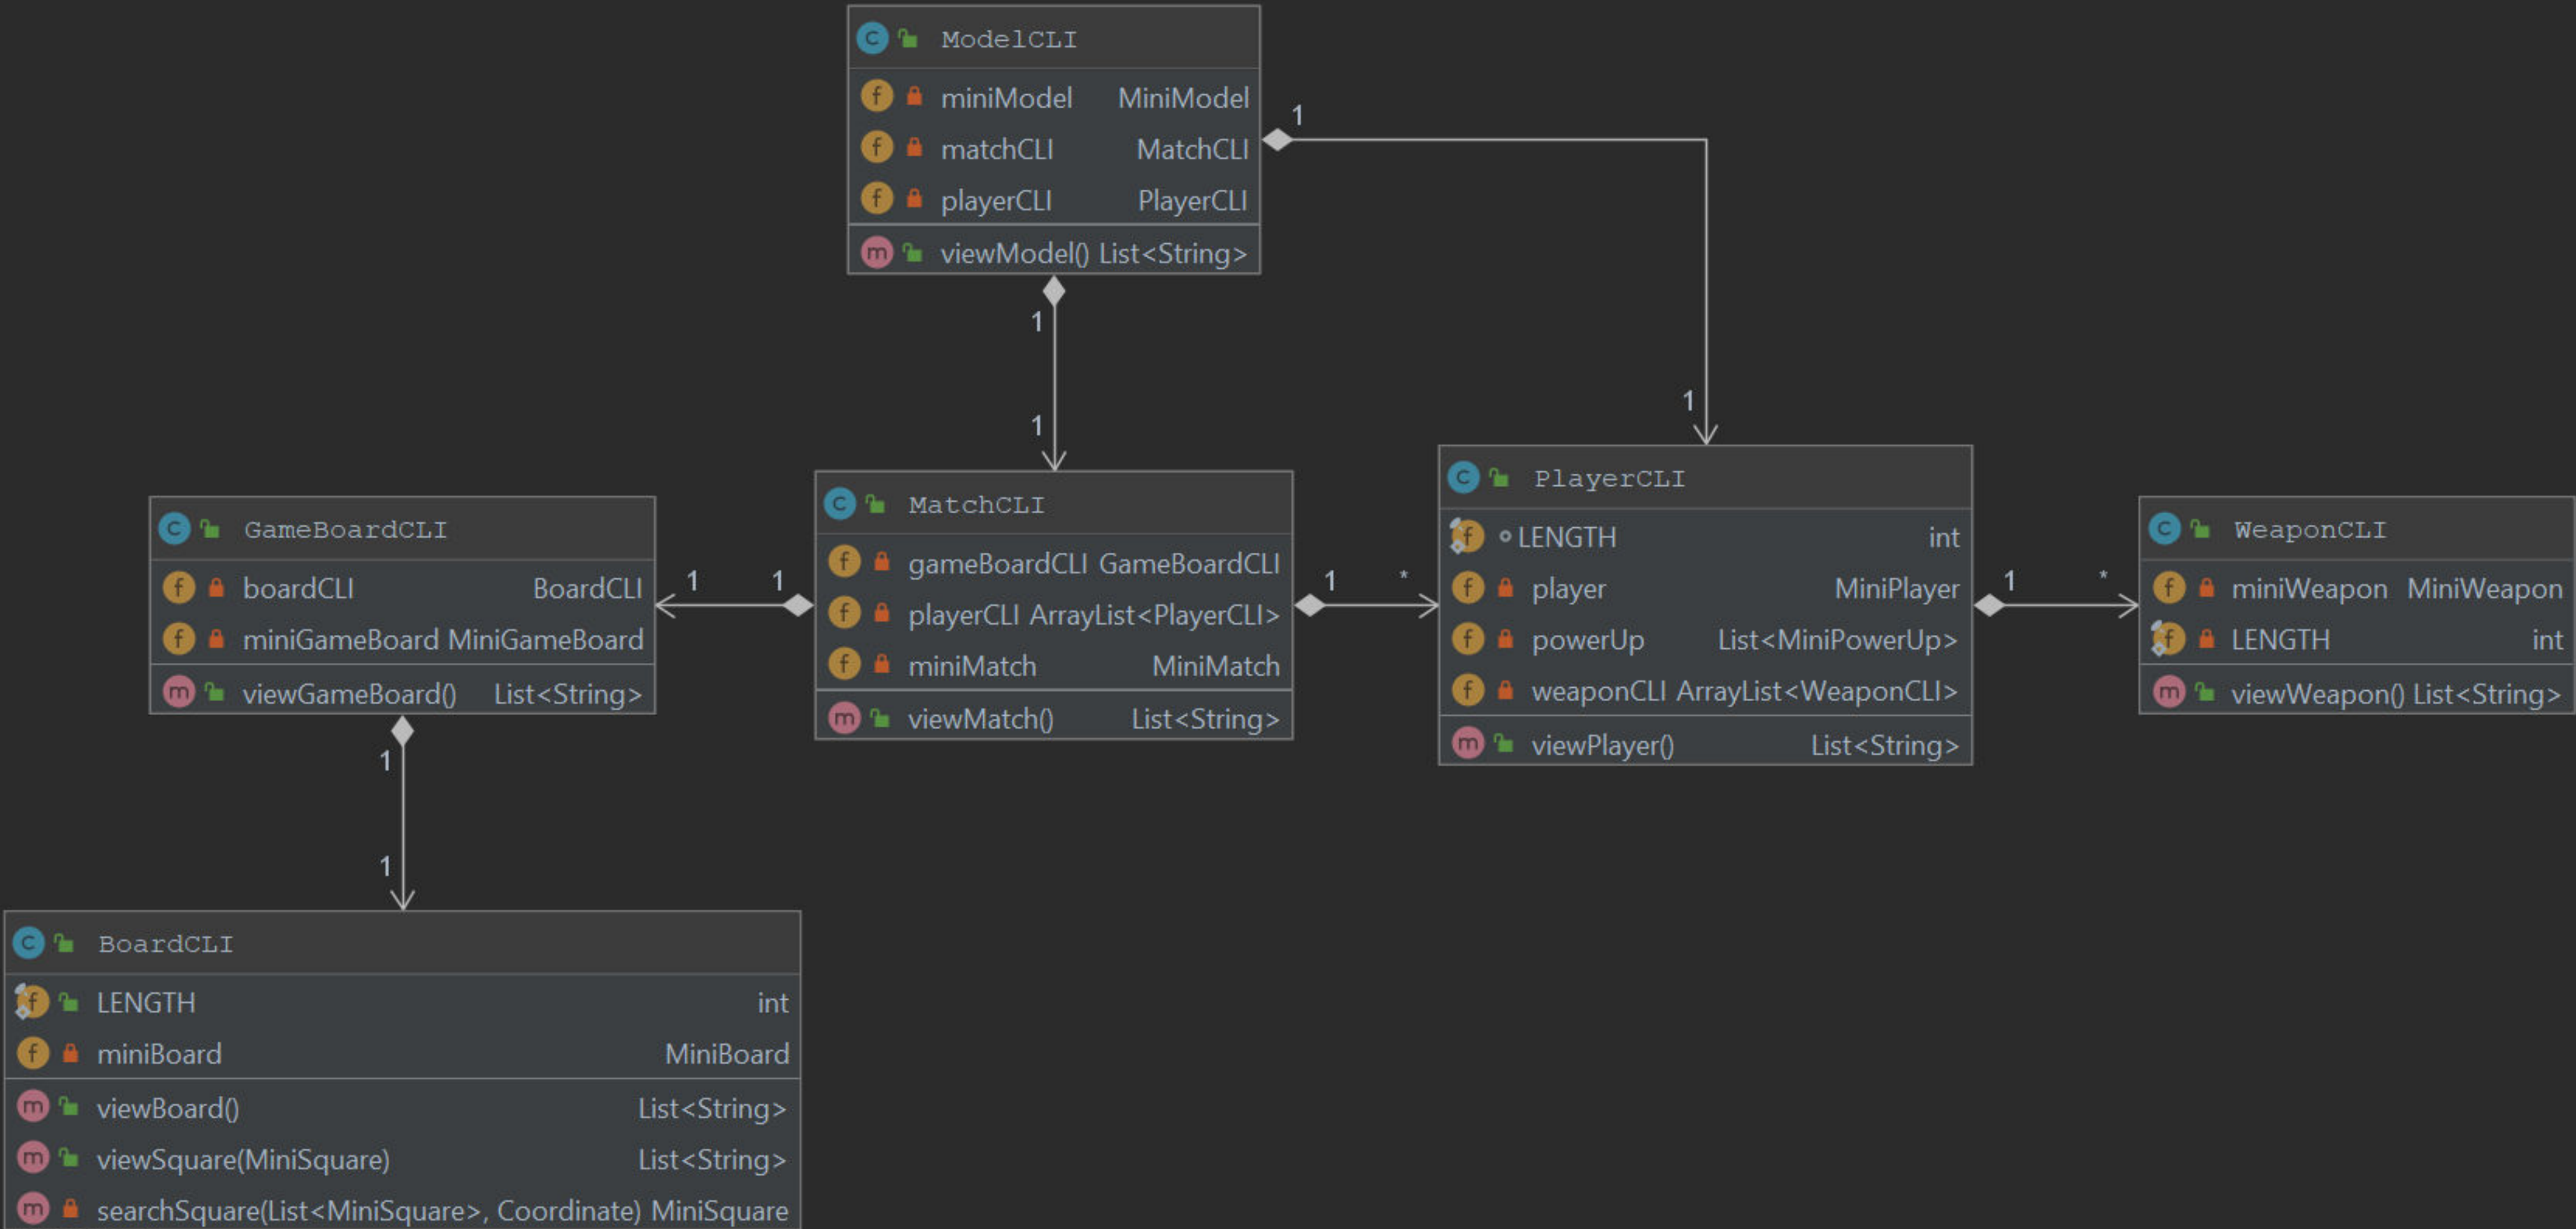 ModelCLI
miniModel MiniModel
matchCLI MatchCLI
playerCLI PlayerCLI
viewModel() List<String>
1
1
1
1
GameBoardCLI
boardCLI BoardCLI
miniGameBoard MiniGameBoard
viewGameBoard() List<String>
1 1
MatchCLI
gameBoardCLI GameBoardCLI
playerCLI ArrayList<PlayerCLI>
miniMatch MiniMatch
viewMatch() List<String>
1 *
PlayerCLI
LENGTH int
player MiniPlayer
powerUp List<MiniPowerUp>
weaponCLI ArrayList<WeaponCLI>
viewPlayer() List<String>
1 *
WeaponCLI
miniWeapon MiniWeapon
LENGTH int
viewWeapon() List<String>
1
1
BoardCLI
LENGTH int
miniBoard MiniBoard
viewBoard() List<String>
viewSquare(MiniSquare) List<String>
searchSquare(List<MiniSquare>, Coordinate) MiniSquare